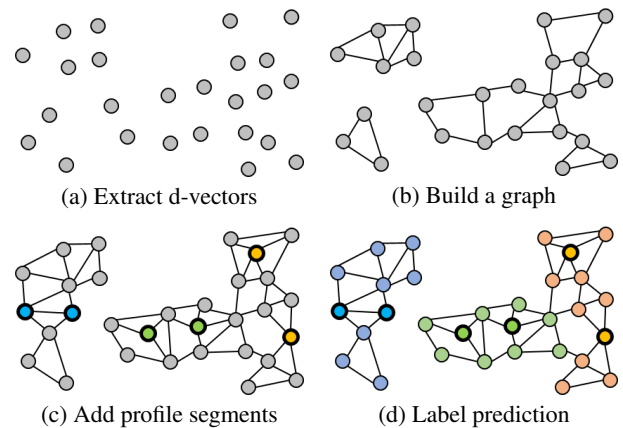 (a) Extract d-vectors
(b) Build a graph
(c) Add profile segments
(d) Label prediction